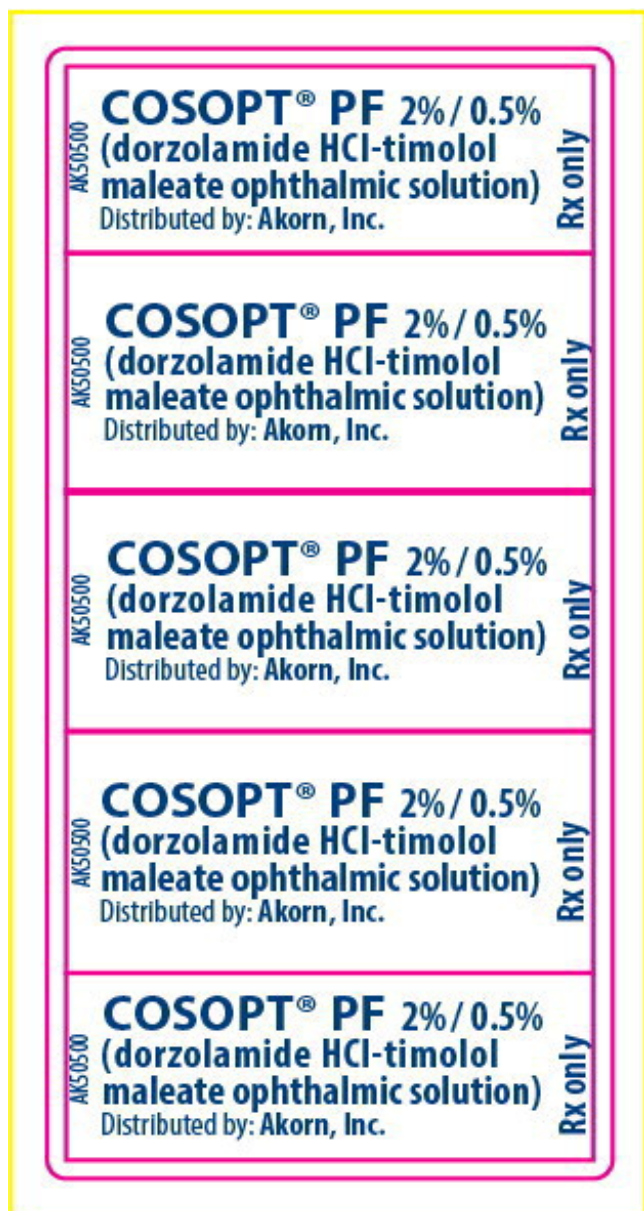 AK50500
COSOPT® PF 2% / 0.5%
(dorzolamide HCl-timolol
maleate ophthalmic solution)
Distributed by: Akorn, Inc.
Rx only
AK50500
COSOPT® PF 2% / 0.5%
(dorzolamide HCl-timolol
maleate ophthalmic solution)
Distributed by: Akorn, Inc.
Rx only
AK50500
COSOPT® PF 2% / 0.5%
(dorzolamide HCl-timolol
maleate ophthalmic solution)
Distributed by: Akorn, Inc.
Rx only
AK50500
COSOPT® PF 2% / 0.5%
(dorzolamide HCl-timolol
maleate ophthalmic solution)
Distributed by: Akorn, Inc.
Rx only
AK50500
COSOPT® PF 2% / 0.5%
(dorzolamide HCl-timolol
maleate ophthalmic solution)
Distributed by: Akorn, Inc.
Rx only